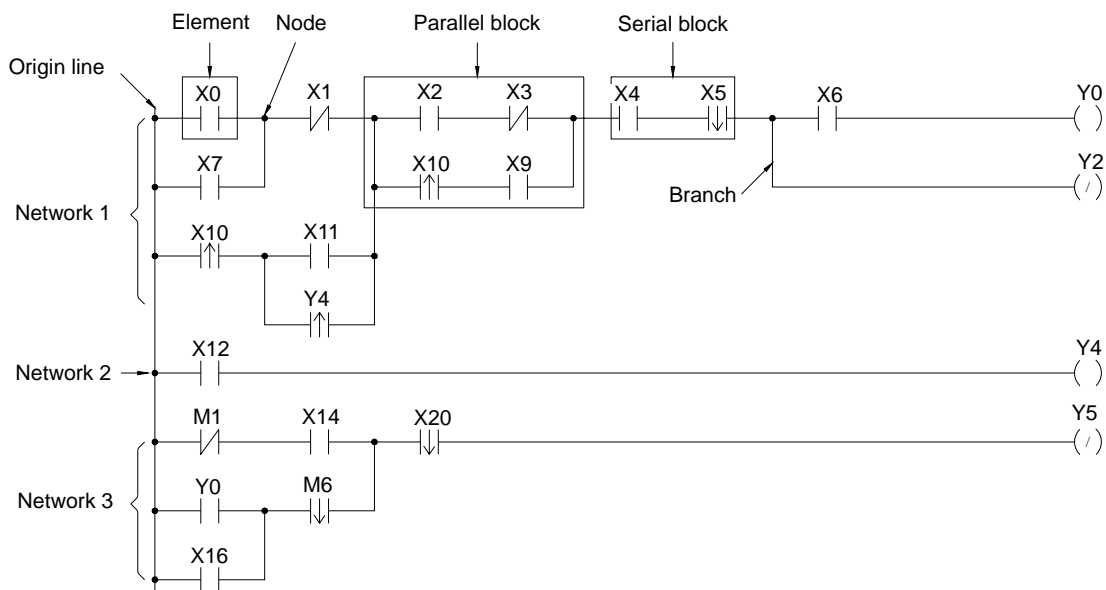 Element Node Parallel block Serial block
Origin line
X0 X1 X2 X3 X4 X5 X6 Y0
X7 X10 X9 Y2
Branch
Network 1
X10 X11
Y4
X12 Y4
Network 2
M1 X14 X20 Y5
Y0 M6
Network 3
X16